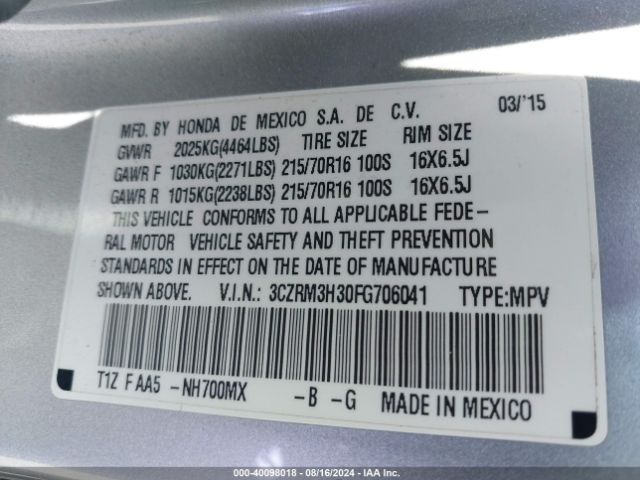 MFD. BY HONDA DE MEXICO S.A. DE C.V. 03/'15
GVWR 2025KG(4464LBS) TIRE SIZE RIM SIZE
GAWR F 1030KG(2271LBS) 215/70R16 100S 16X6.5J
GAWR R 1015KG(2238LBS) 215/70R16 100S 16X6.5J
THIS VEHICLE CONFORMS TO ALL APPLICABLE FEDE-
RAL MOTOR VEHICLE SAFETY AND THEFT PREVENTION
STANDARDS IN EFFECT ON THE DATE OF MANUFACTURE
SHOWN ABOVE. V.I.N.: 3CZRM3H30FG706041 TYPE:MPV
T1Z F AA5 -NH700MX -B -G MADE IN MEXICO
000-40098018 - 08/16/2024 - IAA Inc.